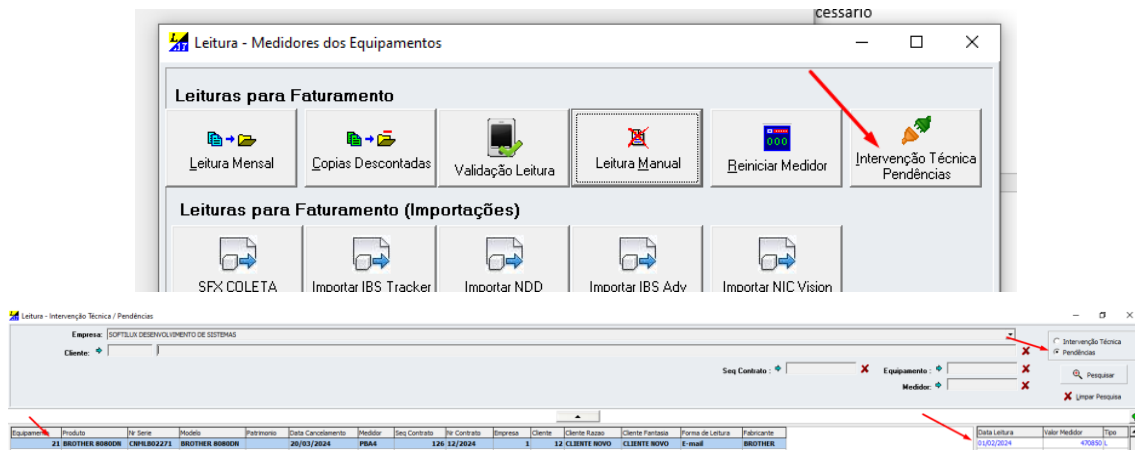 cessario
Leitura - Medidores dos Equipamentos
Leituras para Faturamento
Leitura Mensal
Copias Descontadas
Validação Leitura
Leitura Manual
Reiniciar Medidor
Intervenção Técnica
Pendências
Leituras para Faturamento (Importações)
SFX COLETA
Importar IBS Tracker
Importar NDD
Importar IBS Adv
Importar NIC Vision
Leitura - Intervenção Técnica / Pendências
Empresa: SOFTILUX DESENVOLVIMENTO DE SISTEMAS
Cliente:
Intervenção Técnica
Pendências
Seq Contrato :
Equipamento :
Medidor:
Pesquisar
Limpar Pesquisa
Equipamento Produto Nr Serie Modelo Patrimonio Data Cancelamento Medidor Seq Contrato Nr Contrato Empresa Cliente Cliente Razao Cliente Fantasia Forma de Leitura Fabricante
21 BROTHER 8080DN CNMLB02271 BROTHER 8080DN 20/03/2024 PBA4 126 12/2024 1 12 CLIENTE NOVO CLIENTE NOVO E-mail BROTHER
Data Leitura Valor Medidor Tipo
01/02/2024 470850 L